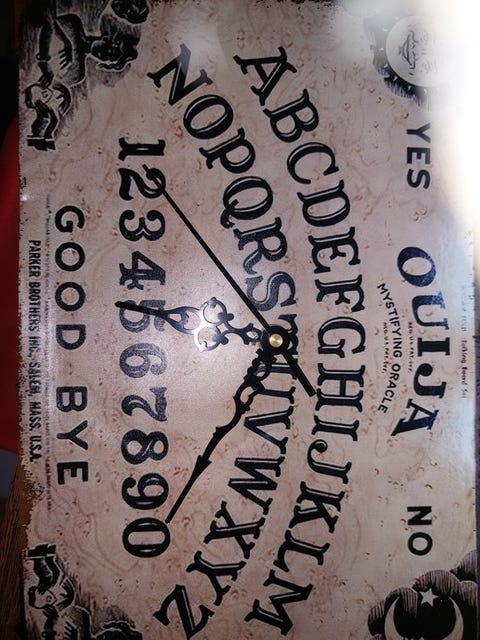 OUIJA
YES
NO
MYSTIFYING ORACLE
ABCDEFGHIJKLM
NOPQRSTUVWXYZ
1234567890
GOOD BYE
PARKER BROTHERS INC., SALEM, MASS. U.S.A.